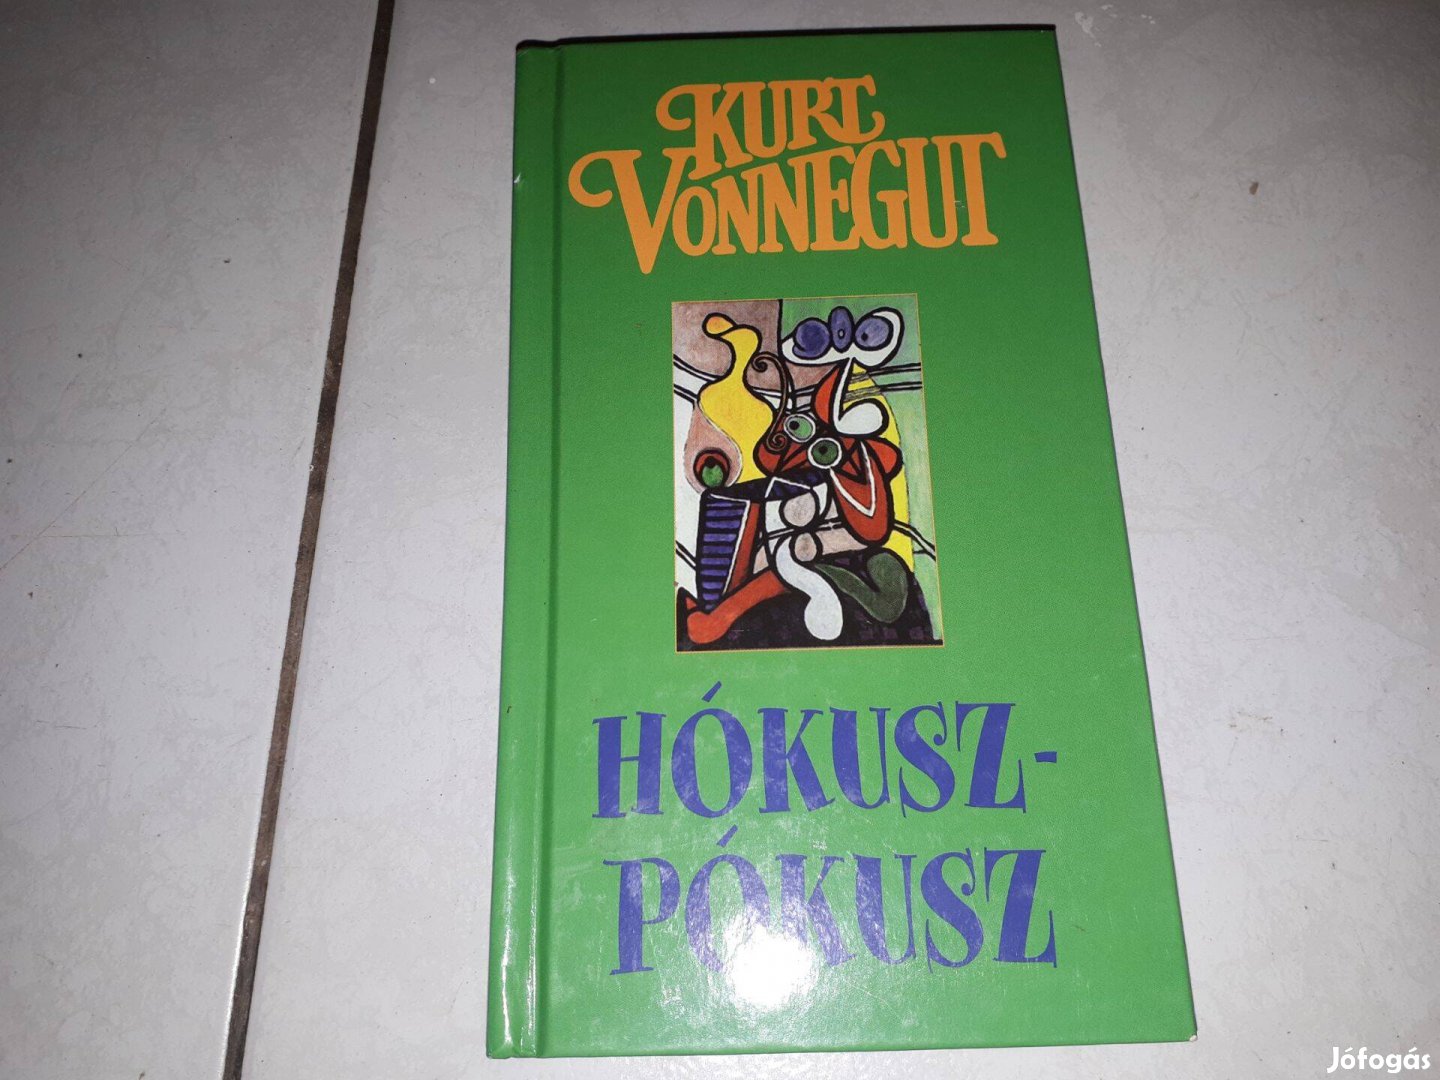 KURT
VONNEGUT
HÓKUSZ-
PÓKUSZ
Jófogás